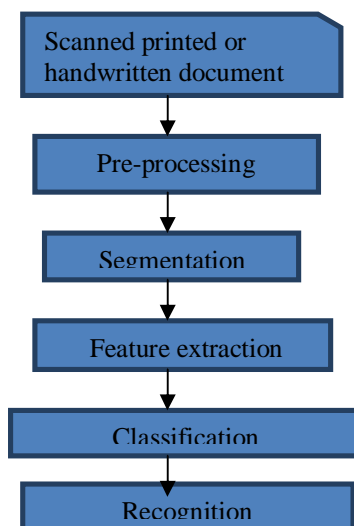 Scanned printed or
handwritten document
Pre-processing
Segmentation
Feature extraction
Classification
Recognition